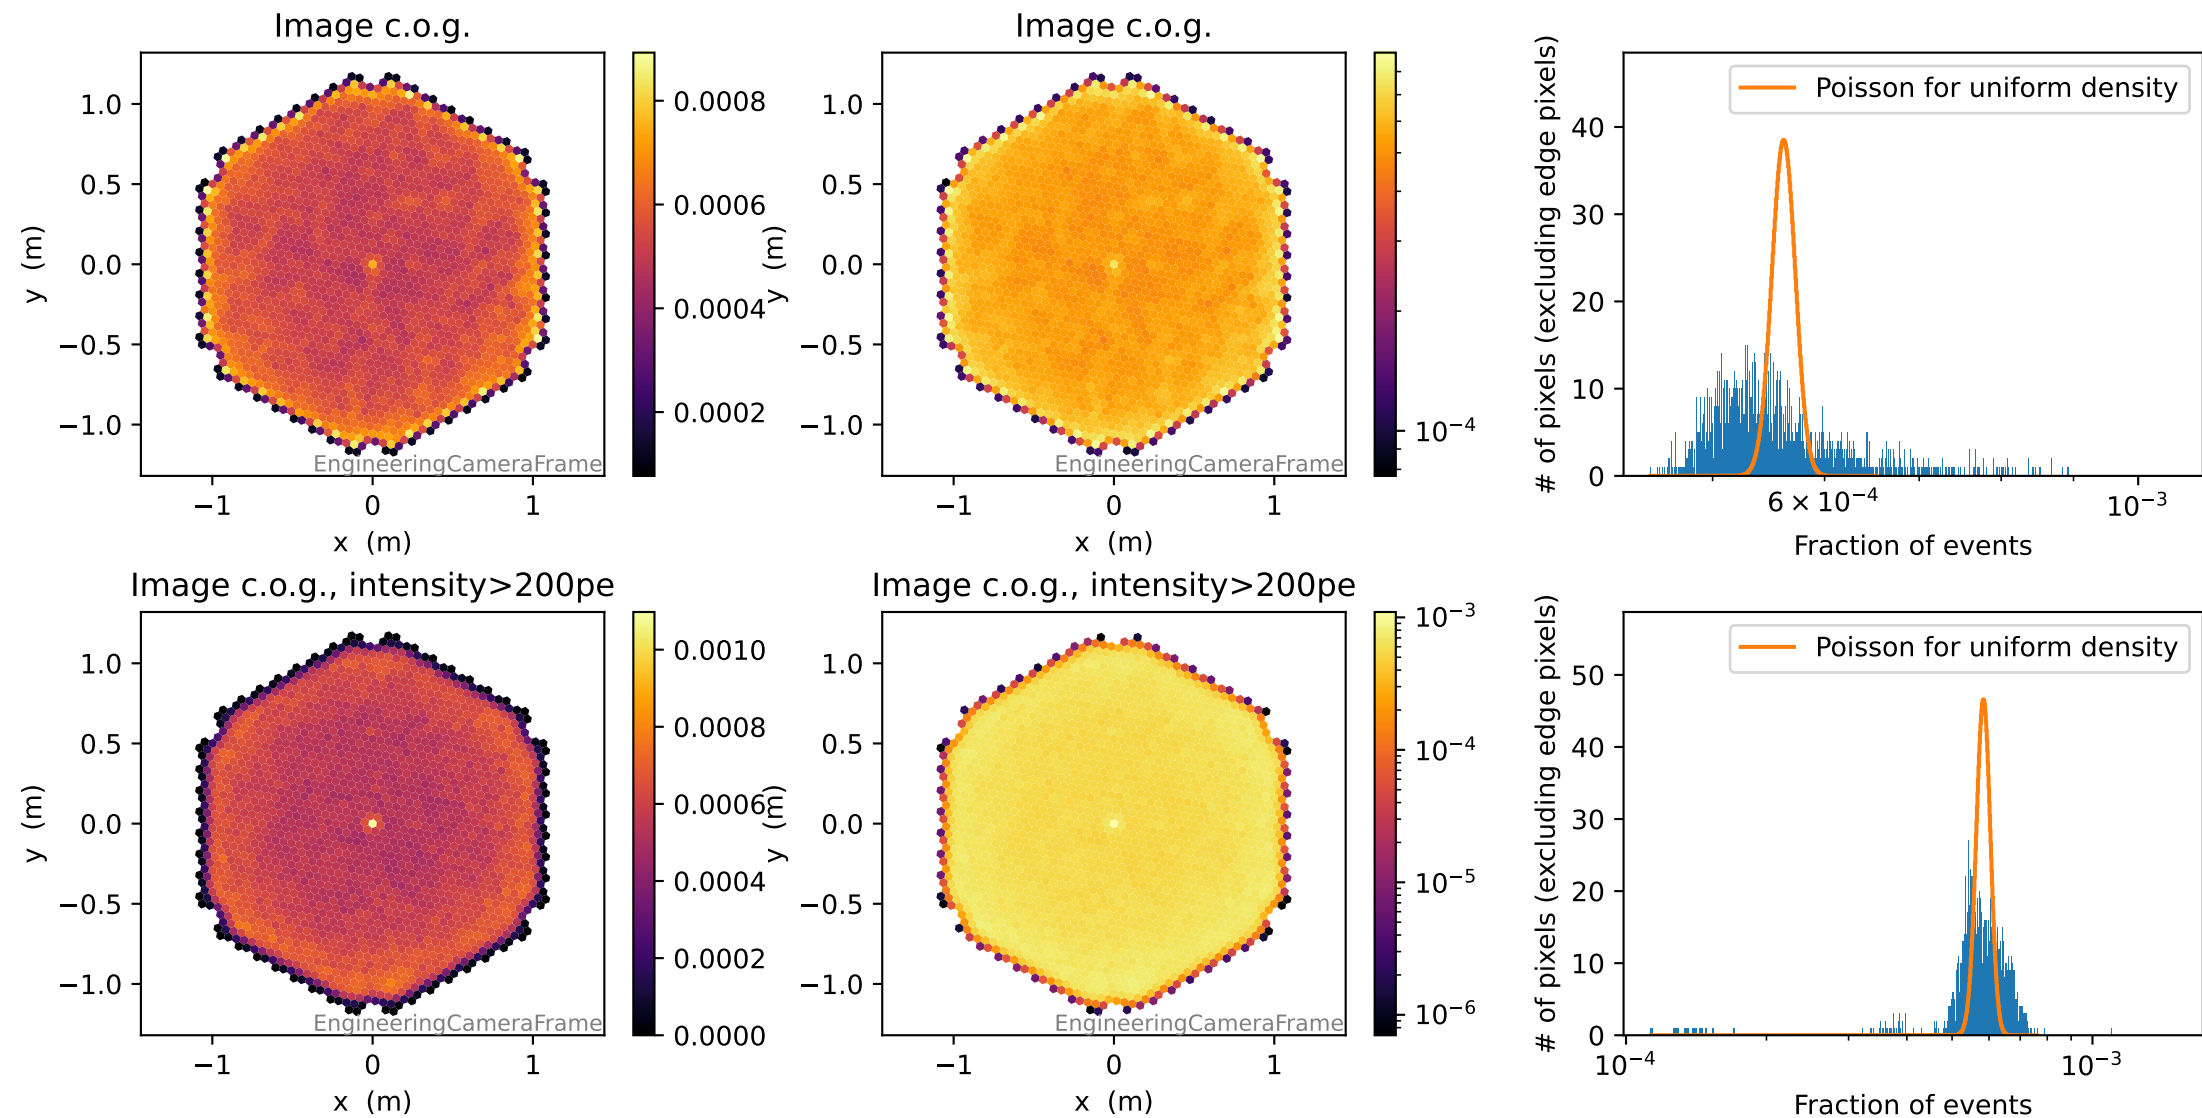 Image c.o.g.
1.0
0.5
0.0
−0.5
−1.0
y (m)
−1
0
1
x (m)
EngineeringCameraFrame
0.0008
0.0006
0.0004
0.0002
Image c.o.g.
1.0
0.5
0.0
−0.5
−1.0
y (m)
−1
0
1
x (m)
EngineeringCameraFrame
10⁻⁴
Poisson for uniform density
# of pixels (excluding edge pixels)
40
30
20
10
0
6 × 10⁻⁴
10⁻³
Fraction of events
Image c.o.g., intensity>200pe
1.0
0.5
0.0
−0.5
−1.0
y (m)
−1
0
1
x (m)
EngineeringCameraFrame
0.0010
0.0008
0.0006
0.0004
0.0002
0.0000
Image c.o.g., intensity>200pe
1.0
0.5
0.0
−0.5
−1.0
y (m)
−1
0
1
x (m)
EngineeringCameraFrame
10⁻³
10⁻⁴
10⁻⁵
10⁻⁶
Poisson for uniform density
# of pixels (excluding edge pixels)
50
40
30
20
10
0
10⁻⁴
10⁻³
Fraction of events